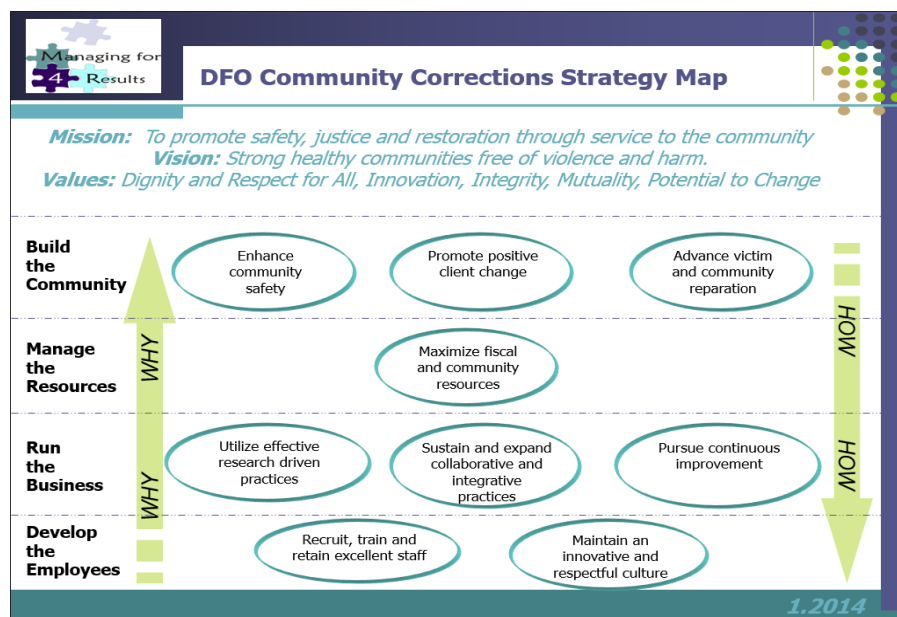 Managing for
4 Results
DFO Community Corrections Strategy Map
Mission: To promote safety, justice and restoration through service to the community
Vision: Strong healthy communities free of violence and harm.
Values: Dignity and Respect for All, Innovation, Integrity, Mutuality, Potential to Change
Build
the
Community
Enhance
community
safety
Promote positive
client change
Advance victim
and community
reparation
WHY
HOW
Manage
the
Resources
Maximize fiscal
and community
resources
Run
the
Business
Utilize effective
research driven
practices
Sustain and expand
collaborative and
integrative
practices
Pursue continuous
improvement
WHY
HOW
Develop
the
Employees
Recruit, train and
retain excellent staff
Maintain an
innovative and
respectful culture
1.2014